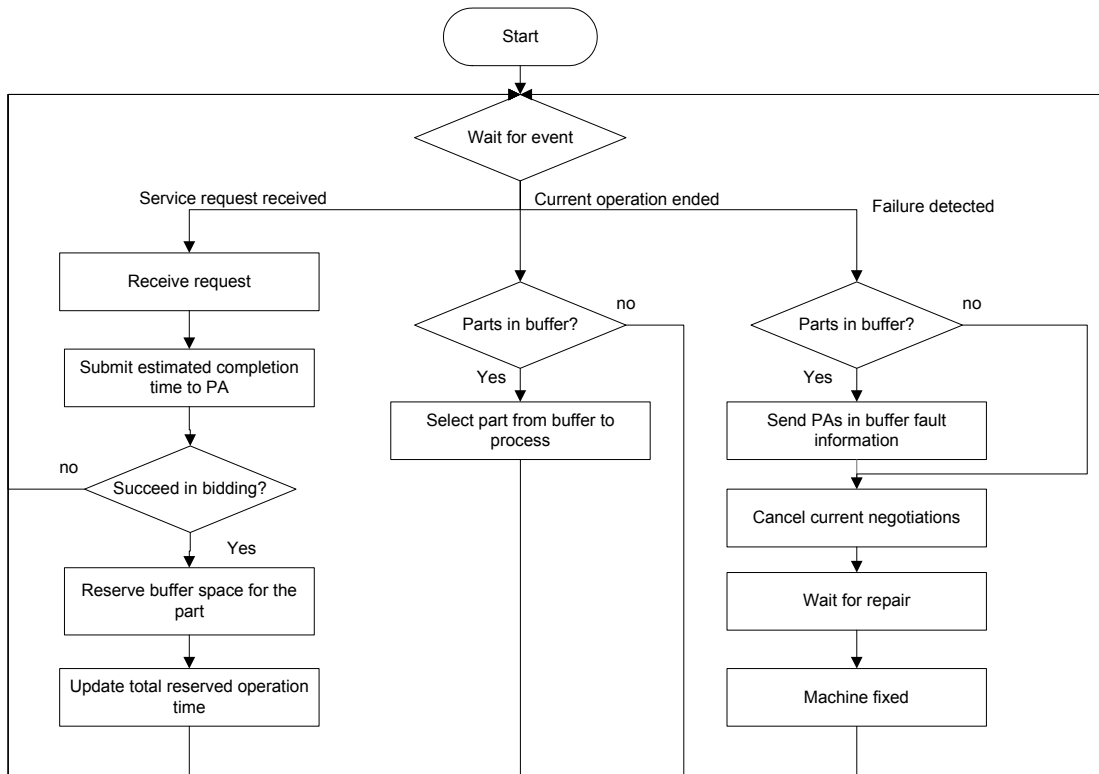 Start
Wait for event
Service request received
Current operation ended
Failure detected
Receive request
Submit estimated completion
time to PA
Succeed in bidding?
no
Yes
Reserve buffer space for the
part
Update total reserved operation
time
Parts in buffer?
no
Yes
Select part from buffer to
process
Parts in buffer?
no
Yes
Send PAs in buffer fault
information
Cancel current negotiations
Wait for repair
Machine fixed